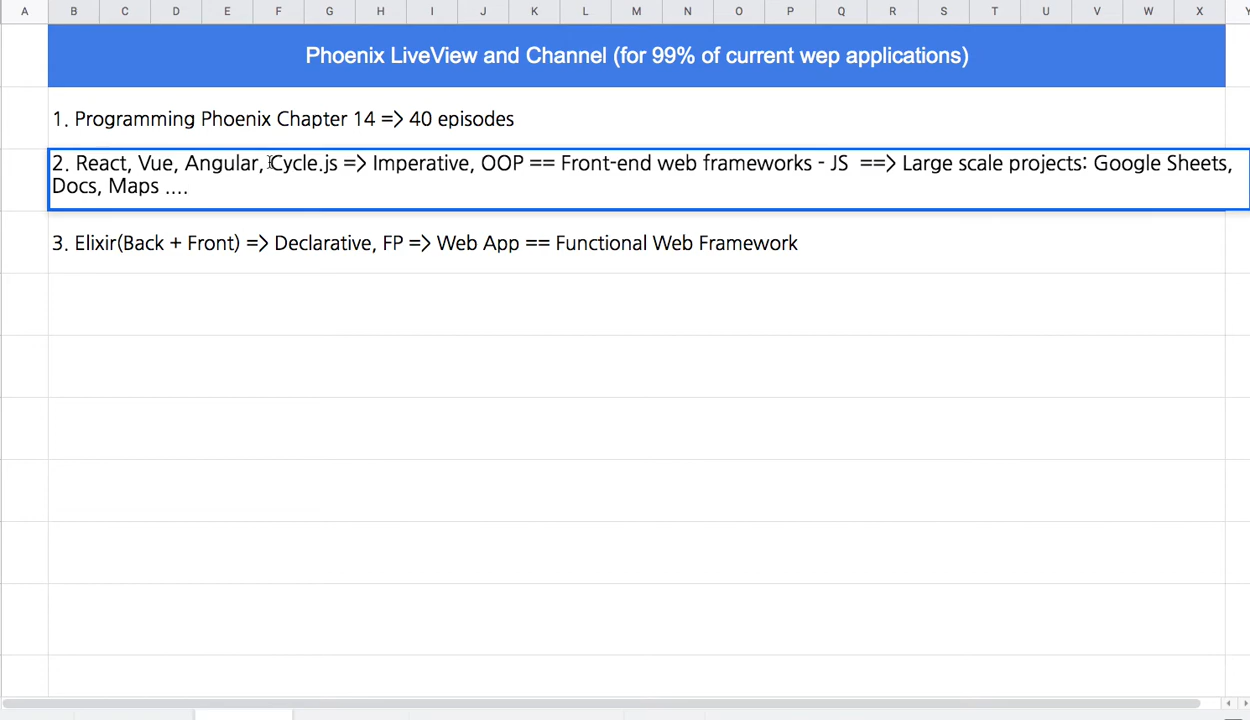 A B C D E F G H I J K L M N O P Q R S T U V W X Y
Phoenix LiveView and Channel (for 99% of current wep applications)
1. Programming Phoenix Chapter 14 => 40 episodes
2. React, Vue, Angular, Cycle.js => Imperative, OOP == Front-end web frameworks - JS ==> Large scale projects: Google Sheets,
Docs, Maps ....
3. Elixir(Back + Front) => Declarative, FP => Web App == Functional Web Framework